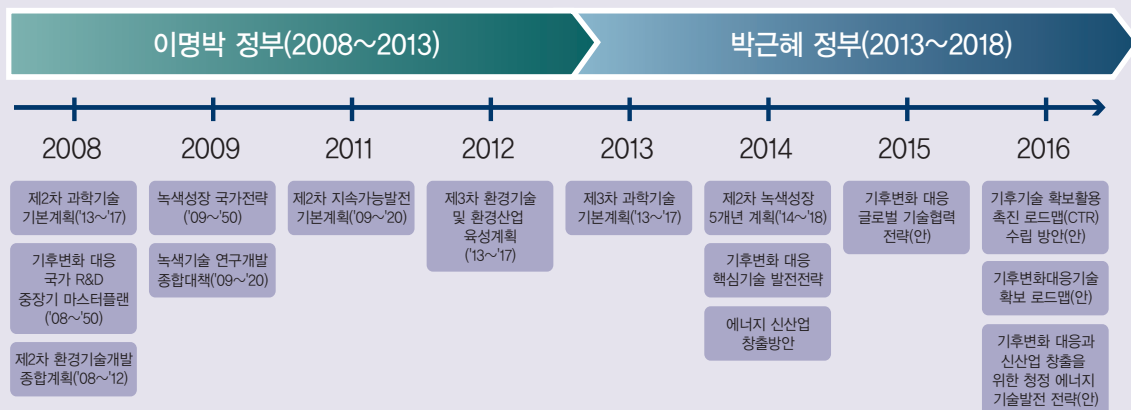 이명박 정부(2008~2013)
박근혜 정부(2013~2018)
2008
2009
2011
2012
2013
2014
2015
2016
제2차 과학기술
기본계획('13~'17)
기후변화 대응
국가 R&D
중장기 마스터플랜
('08~'50)
제2차 환경기술개발
종합계획('08~'12)
녹색성장 국가전략
('09~'50)
녹색기술 연구개발
종합대책('09~'20)
제2차 지속가능발전
기본계획('09~'20)
제3차 환경기술
및 환경산업
육성계획
('13~'17)
제3차 과학기술
기본계획('13~'17)
제2차 녹색성장
5개년 계획('14~'18)
기후변화 대응
핵심기술 발전전략
에너지 신산업
창출방안
기후변화 대응
글로벌 기술협력
전략(안)
기후기술 확보활용
촉진 로드맵(CTR)
수립 방안(안)
기후변화대응기술
확보 로드맵(안)
기후변화 대응과
신산업 창출을
위한 청정 에너지
기술발전 전략(안)